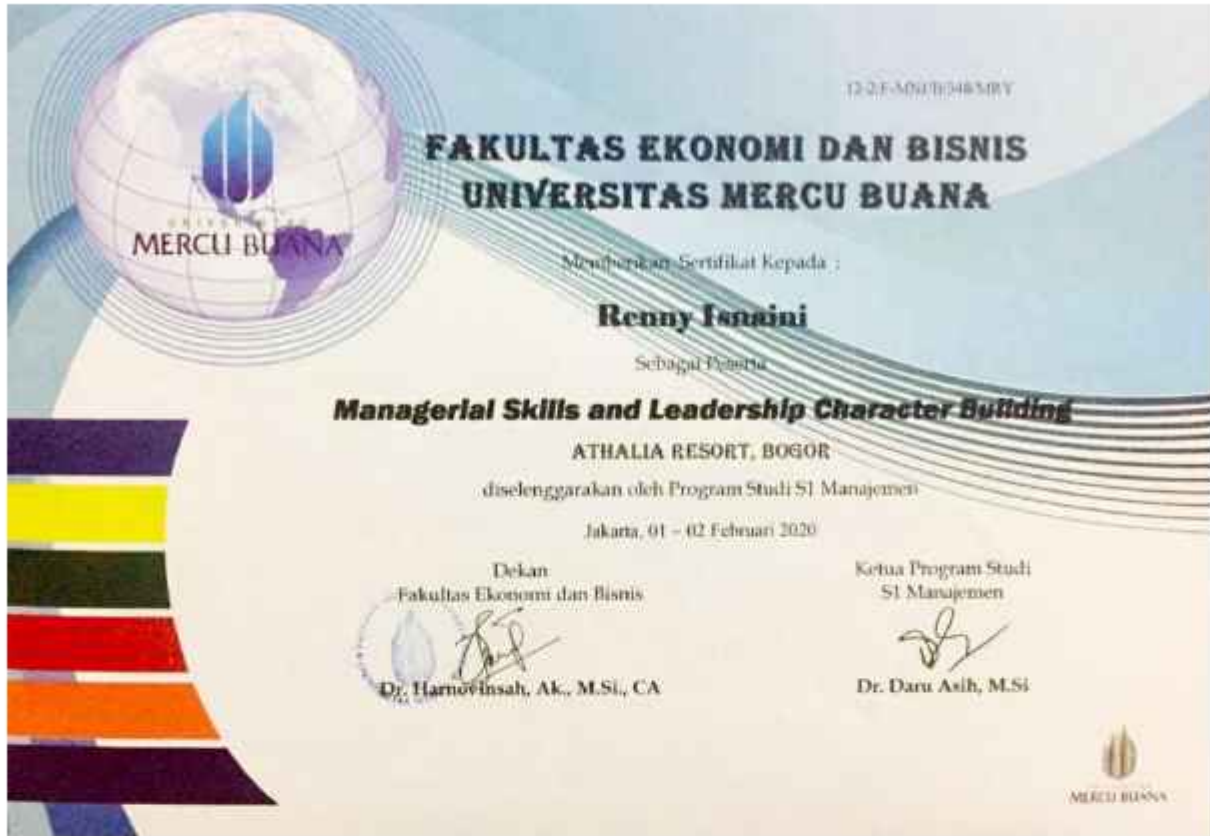 FAKULTAS EKONOMI DAN BISNIS
UNIVERSITAS MERCU BUANA
UNIVERSITAS
MERCU BUANA
Memberikan Sertifikat Kepada :
Renny Isnaini
Sebagai Peserta
Managerial Skills and Leadership Character Building
ATHALIA RESORT, BOGOR
diselenggarakan oleh Program Studi S1 Manajemen
Jakarta, 01 – 02 Februari 2020
Dekan
Fakultas Ekonomi dan Bisnis
Dr. Harnovinsah, Ak., M.Si., CA
Ketua Program Studi
S1 Manajemen
Dr. Daru Asih, M.Si
MERCU BUANA